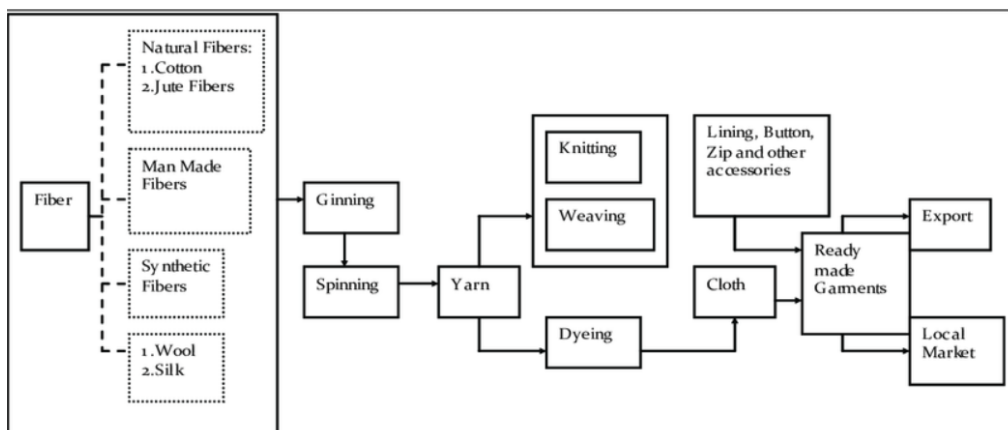 Natural Fibers:
1.Cotton
2.Jute Fibers
Man Made
Fibers
Fiber
Synthetic
Fibers
1.Wool
2.Silk
Ginning
Spinning
Yarn
Knitting
Weaving
Dyeing
Lining, Button,
Zip and other
accessories
Cloth
Ready
made
Garments
Export
Local
Market